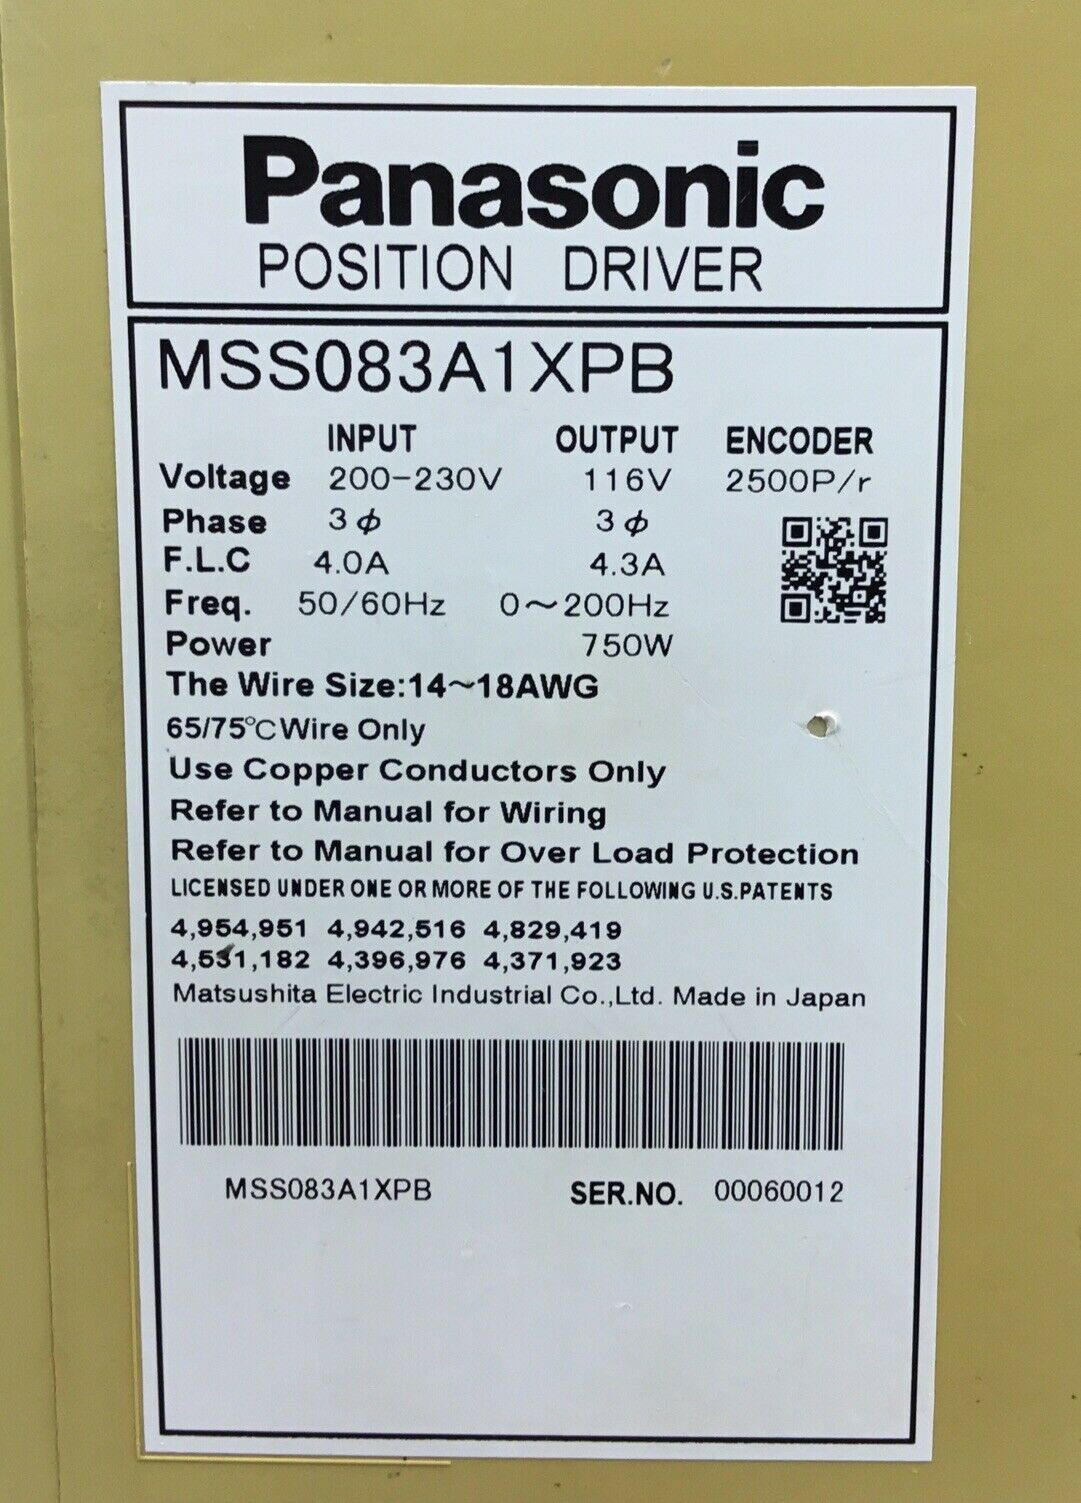 Panasonic
POSITION DRIVER
MSS083A1XPB
INPUT OUTPUT ENCODER
Voltage 200-230V 116V 2500P/r
Phase 3ϕ 3ϕ
F.L.C 4.0A 4.3A
Freq. 50/60Hz 0~200Hz
Power 750W
The Wire Size:14~18AWG
65/75℃ Wire Only
Use Copper Conductors Only
Refer to Manual for Wiring
Refer to Manual for Over Load Protection
LICENSED UNDER ONE OR MORE OF THE FOLLOWING U.S.PATENTS
4,954,951 4,942,516 4,829,419
4,531,182 4,396,976 4,371,923
Matsushita Electric Industrial Co.,Ltd. Made in Japan
MSS083A1XPB SER.NO. 00060012